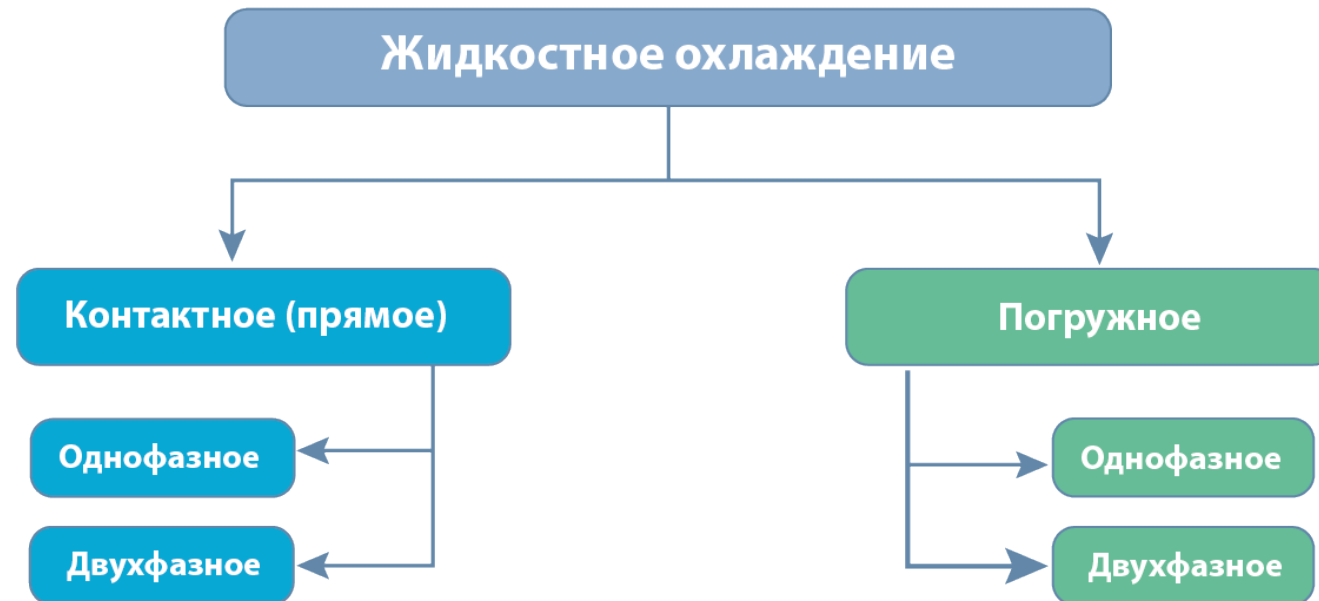 Жидкостное охлаждение
Контактное (прямое)
Погружное
Однофазное
Однофазное
Двухфазное
Двухфазное